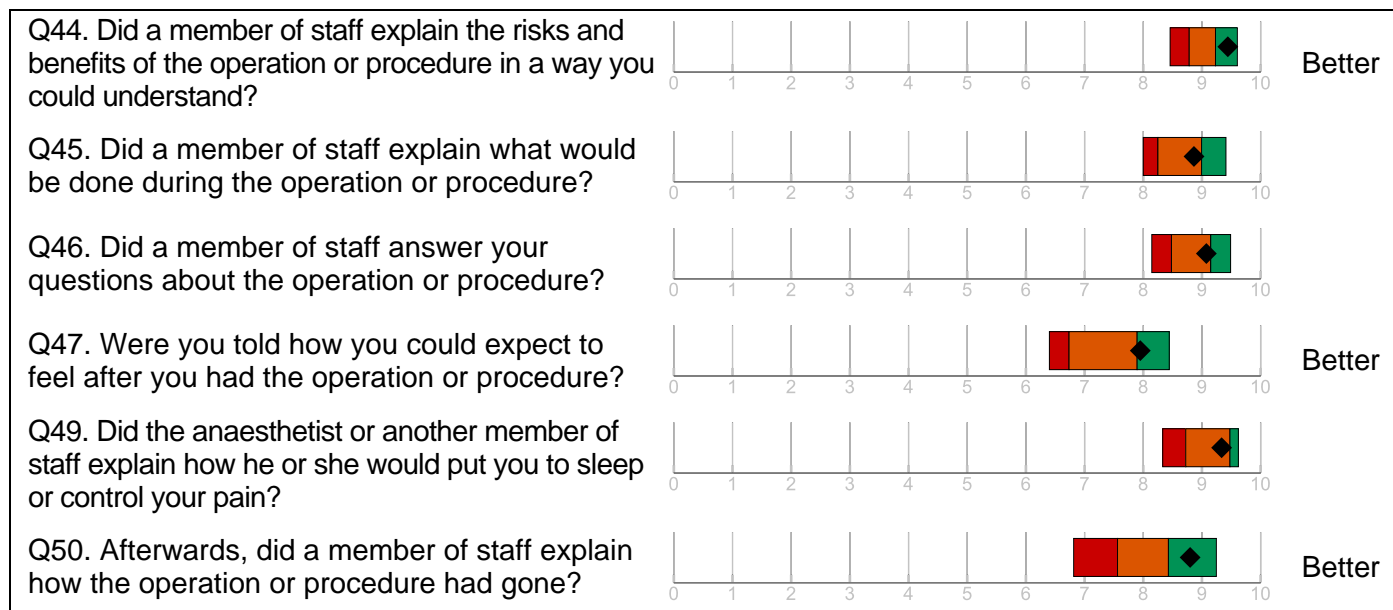 Q44. Did a member of staff explain the risks and
benefits of the operation or procedure in a way you
could understand?
Better
0 1 2 3 4 5 6 7 8 9 10
Q45. Did a member of staff explain what would
be done during the operation or procedure?
0 1 2 3 4 5 6 7 8 9 10
Q46. Did a member of staff answer your
questions about the operation or procedure?
0 1 2 3 4 5 6 7 8 9 10
Q47. Were you told how you could expect to
feel after you had the operation or procedure?
Better
0 1 2 3 4 5 6 7 8 9 10
Q49. Did the anaesthetist or another member of
staff explain how he or she would put you to sleep
or control your pain?
0 1 2 3 4 5 6 7 8 9 10
Q50. Afterwards, did a member of staff explain
how the operation or procedure had gone?
Better
0 1 2 3 4 5 6 7 8 9 10